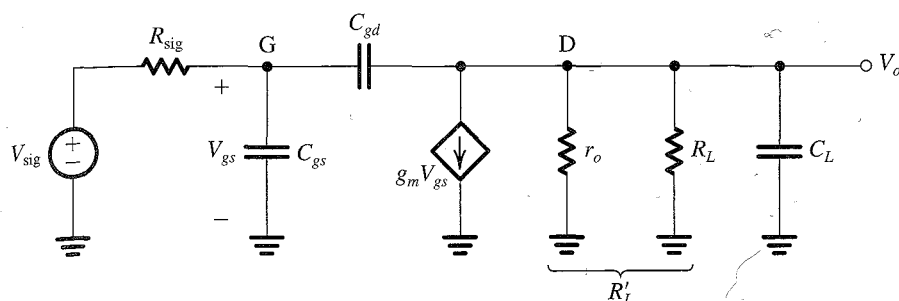 C_gd
R_sig G D
+ V_o
V_sig + − V_gs C_gs g_m V_gs r_o R_L C_L
−
R'_L